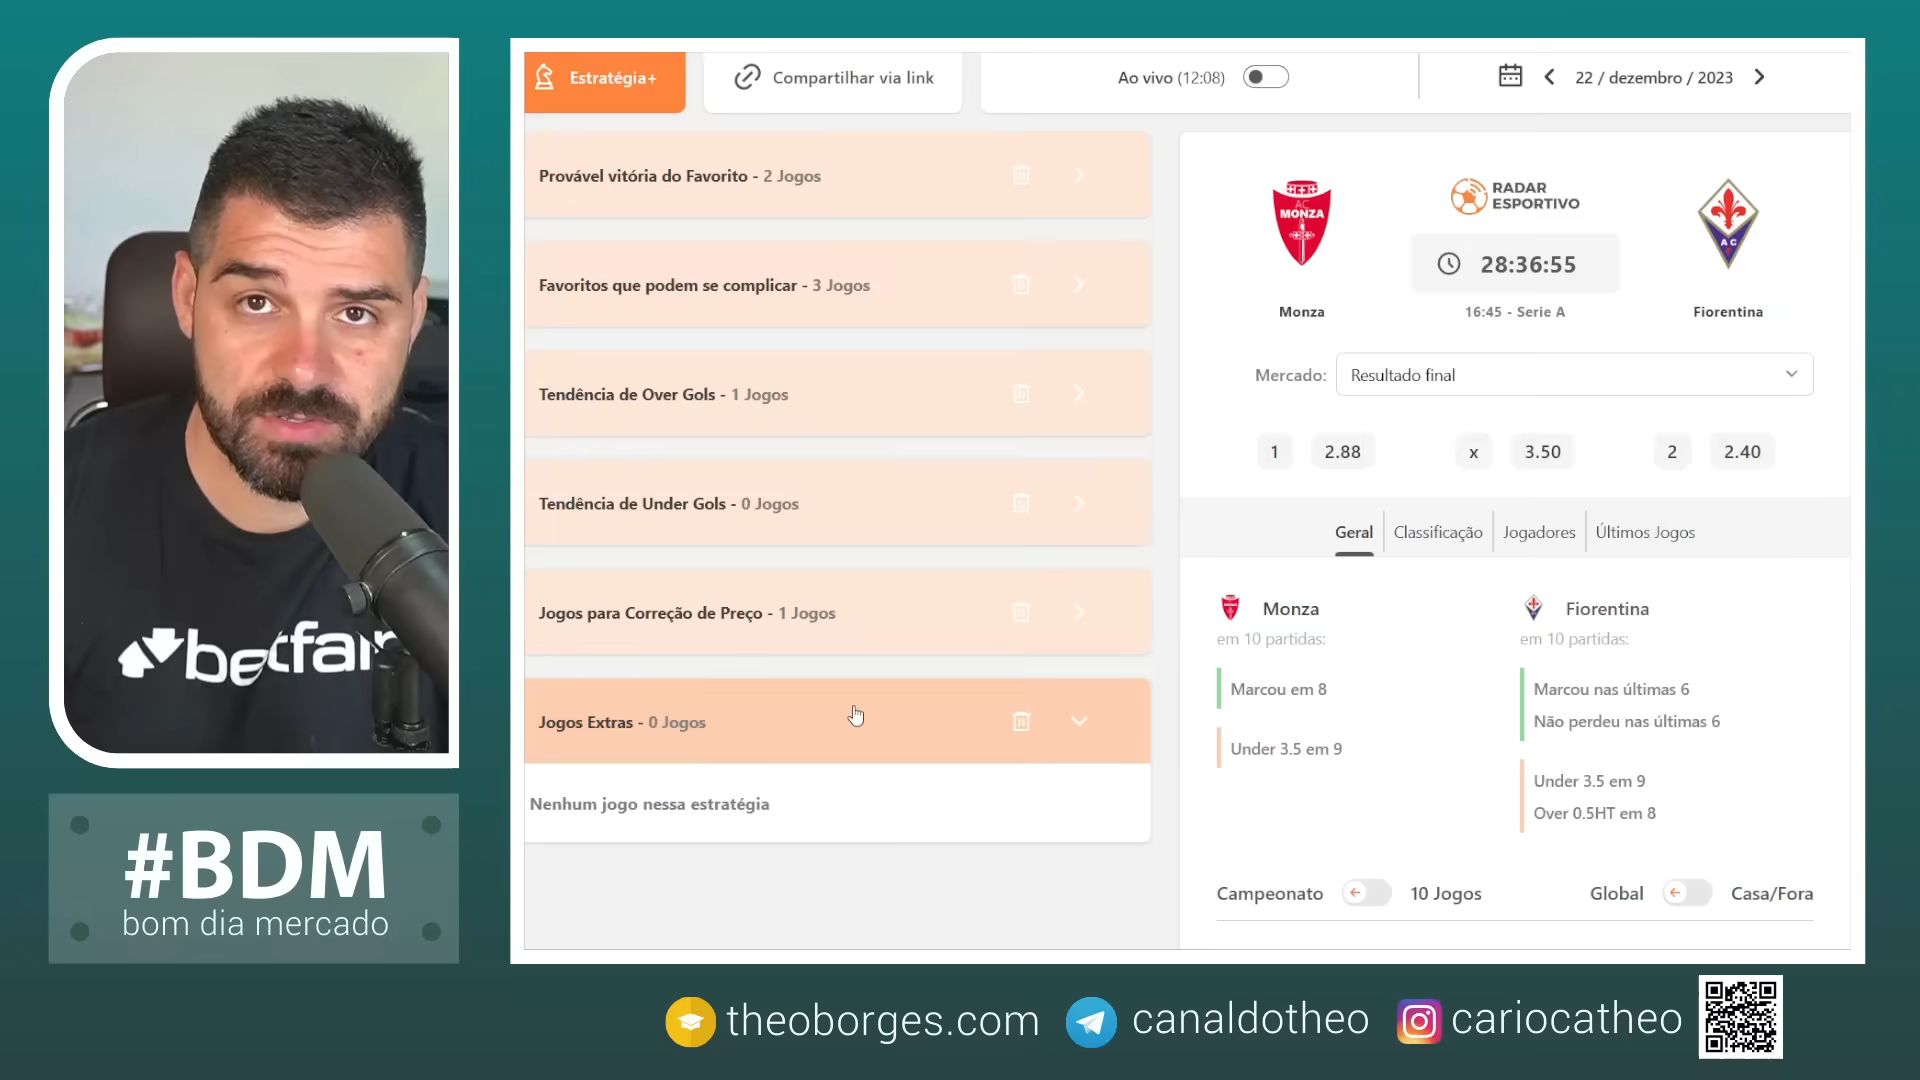 Estratégia+
Compartilhar via link
Ao vivo (12:08)
22 / dezembro / 2023
Provável vitória do Favorito - 2 Jogos
Favoritos que podem se complicar - 3 Jogos
Tendência de Over Gols - 1 Jogos
Tendência de Under Gols - 0 Jogos
Jogos para Correção de Preço - 1 Jogos
Jogos Extras - 0 Jogos
Nenhum jogo nessa estratégia
AC
MONZA
RADAR
ESPORTIVO
AC
28:36:55
Monza
16:45 - Serie A
Fiorentina
Mercado:
Resultado final
1 2.88 x 3.50 2 2.40
Geral
Classificação
Jogadores
Últimos Jogos
Monza
em 10 partidas:
Marcou em 8
Under 3.5 em 9
Fiorentina
em 10 partidas:
Marcou nas últimas 6
Não perdeu nas últimas 6
Under 3.5 em 9
Over 0.5HT em 8
Campeonato
10 Jogos
Global
Casa/Fora
betfair
#BDM
bom dia mercado
theoborges.com
canaldotheo
cariocatheo